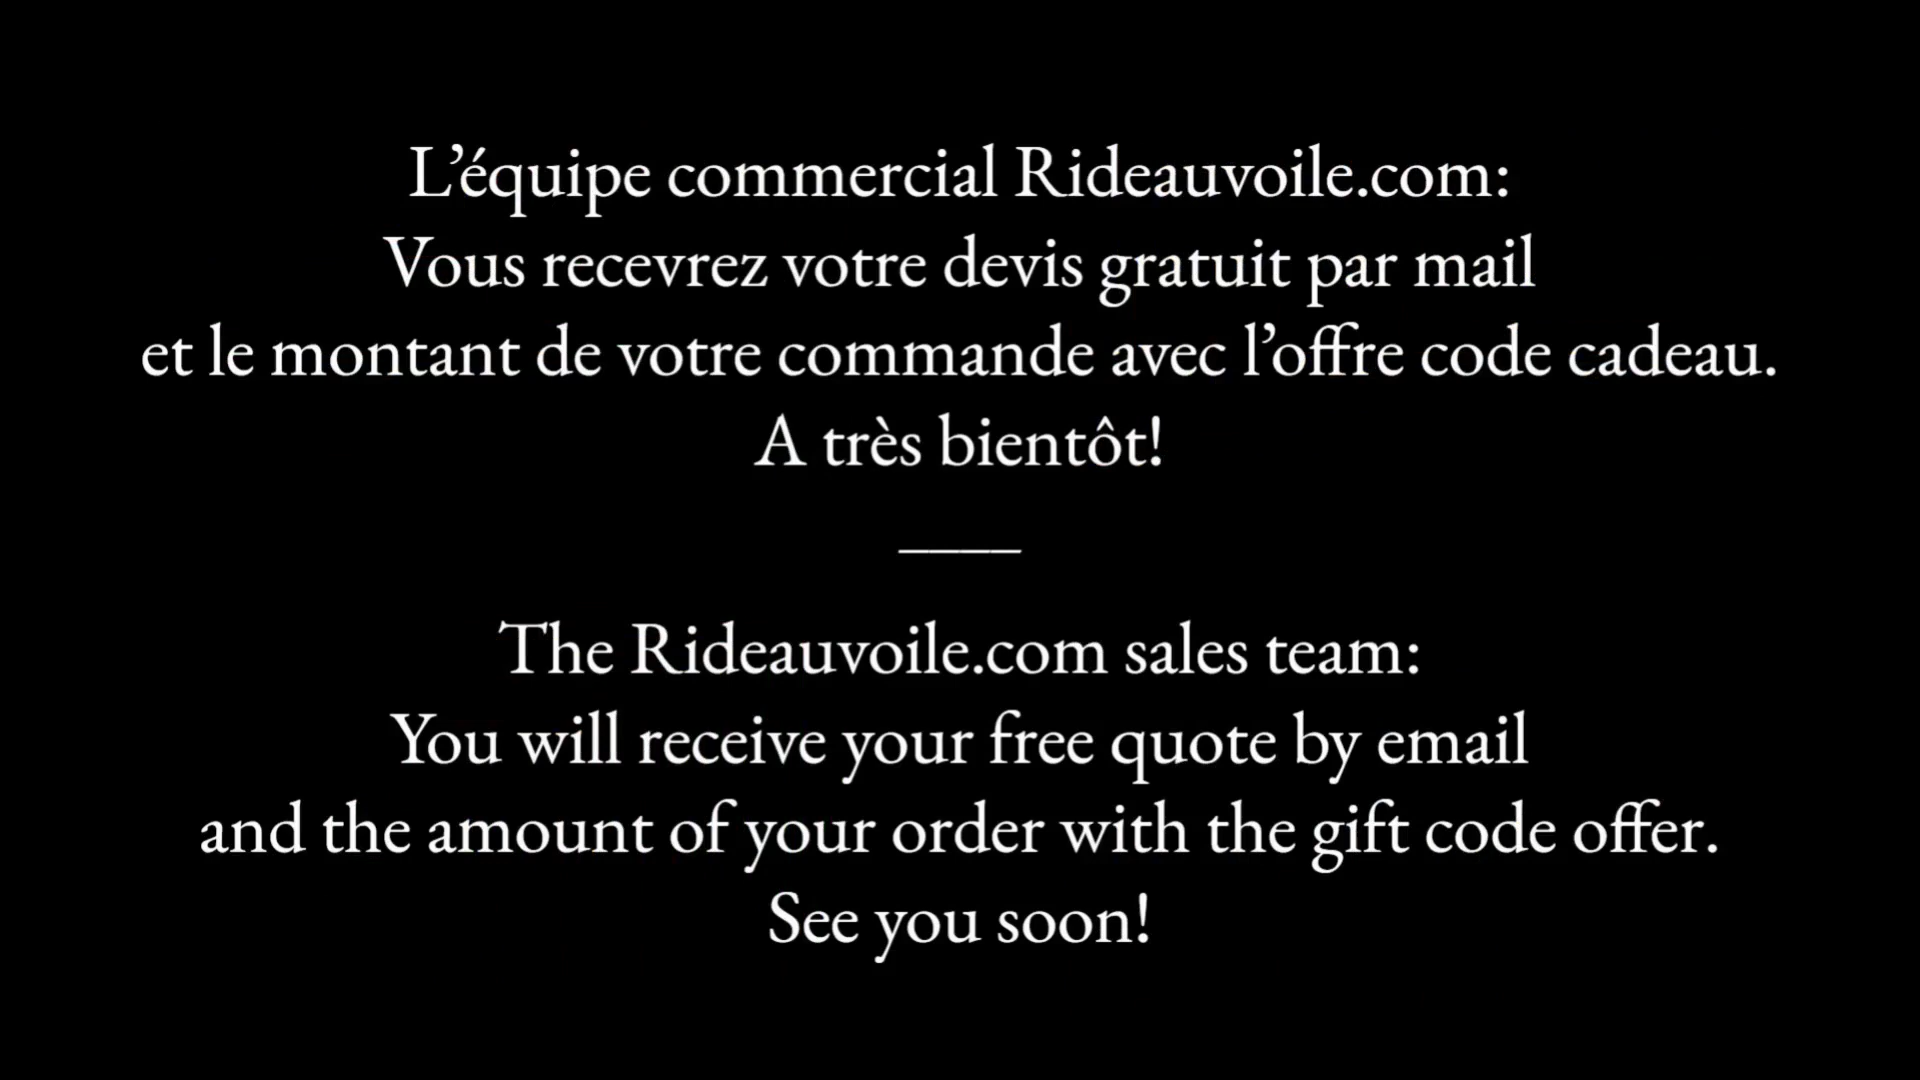 L’équipe commercial Rideauvoile.com:
Vous recevrez votre devis gratuit par mail
et le montant de votre commande avec l’offre code cadeau.
A très bientôt!
____
The Rideauvoile.com sales team:
You will receive your free quote by email
and the amount of your order with the gift code offer.
See you soon!